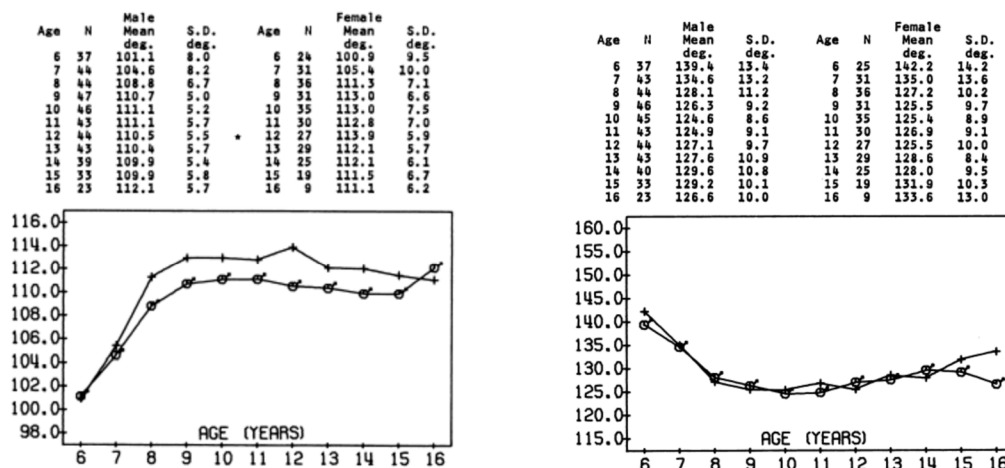 Male Female
Age N Mean S.D. Age N Mean S.D.
deg. deg. deg. deg.
6 37 101.1 8.0 6 24 100.9 9.5
7 44 104.6 8.2 7 31 105.4 10.0
8 44 108.8 6.7 8 36 111.3 7.1
9 47 110.7 5.0 9 31 113.0 6.6
10 46 111.1 5.2 10 35 113.0 7.5
11 43 111.1 5.7 11 30 112.8 7.0
12 44 110.5 5.5 * 12 27 113.9 5.9
13 43 110.4 5.7 13 29 112.1 5.7
14 39 109.9 5.4 14 25 112.1 6.1
15 33 109.9 5.8 15 19 111.5 6.7
16 23 112.1 5.7 16 9 111.1 6.2
116.0
114.0
112.0
110.0
108.0
106.0
104.0
102.0
100.0
98.0
AGE (YEARS)
6 7 8 9 10 11 12 13 14 15 16
Male Female
Age N Mean S.D. Age N Mean S.D.
deg. deg. deg. deg.
6 37 139.4 13.4 6 25 142.2 14.2
7 43 134.6 13.2 7 31 135.0 13.6
8 44 128.1 11.2 8 36 127.2 10.2
9 46 126.3 9.2 9 31 125.5 9.7
10 45 124.6 8.6 10 35 125.4 8.9
11 43 124.9 9.1 11 30 126.9 9.1
12 44 127.1 9.7 12 27 125.5 10.0
13 43 127.6 10.9 13 29 128.6 8.4
14 40 129.6 10.8 14 25 128.0 9.5
15 33 129.2 10.1 15 19 131.9 10.3
16 23 126.6 10.0 16 9 133.6 13.0
160.0
155.0
150.0
145.0
140.0
135.0
130.0
125.0
120.0
115.0
AGE (YEARS)
6 7 8 9 10 11 12 13 14 15 16